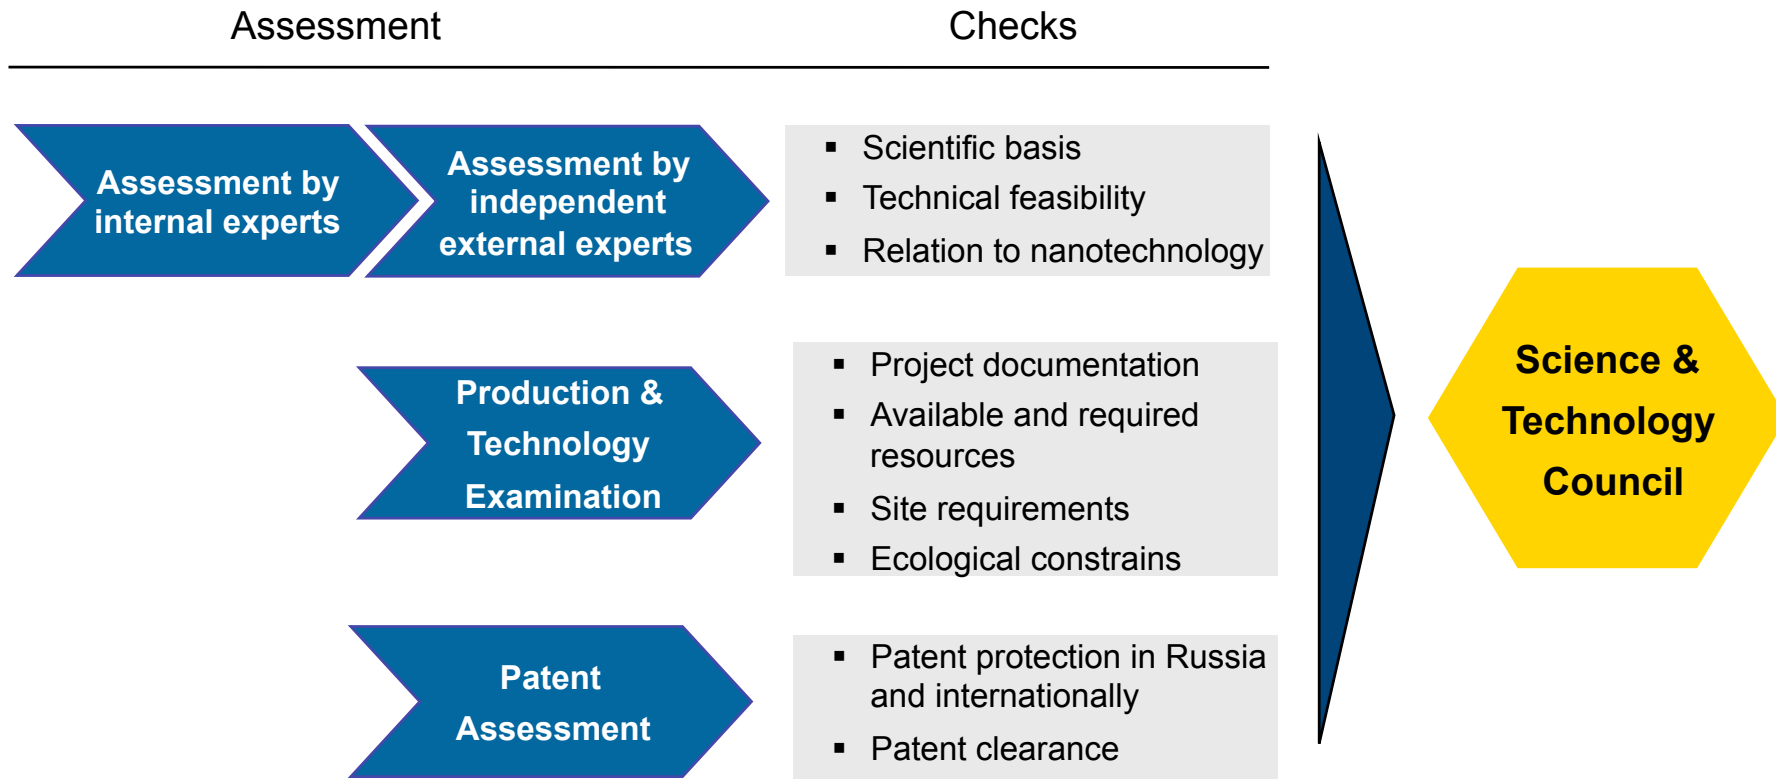 Assessment
Checks
Assessment by
internal experts
Assessment by
independent
external experts
▪ Scientific basis
▪ Technical feasibility
▪ Relation to nanotechnology
Production &
Technology
Examination
▪ Project documentation
▪ Available and required
resources
▪ Site requirements
▪ Ecological constrains
Patent
Assessment
▪ Patent protection in Russia
and internationally
▪ Patent clearance
Science &
Technology
Council